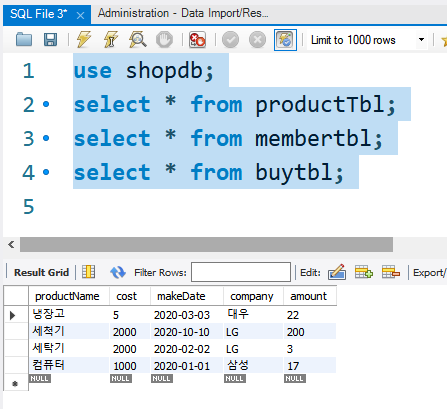 SQL File 3* Administration - Data Import/Res...
Limit to 1000 rows
1 use shopdb;
2 select * from productTbl;
3 select * from membertbl;
4 select * from buytbl;
5
Result Grid Filter Rows: Edit: Export/
productName cost makeDate company amount
냉장고 5 2020-03-03 대우 22
세척기 2000 2020-10-10 LG 200
세탁기 2000 2020-02-02 LG 3
컴퓨터 1000 2020-01-01 삼성 17
NULL NULL NULL NULL NULL